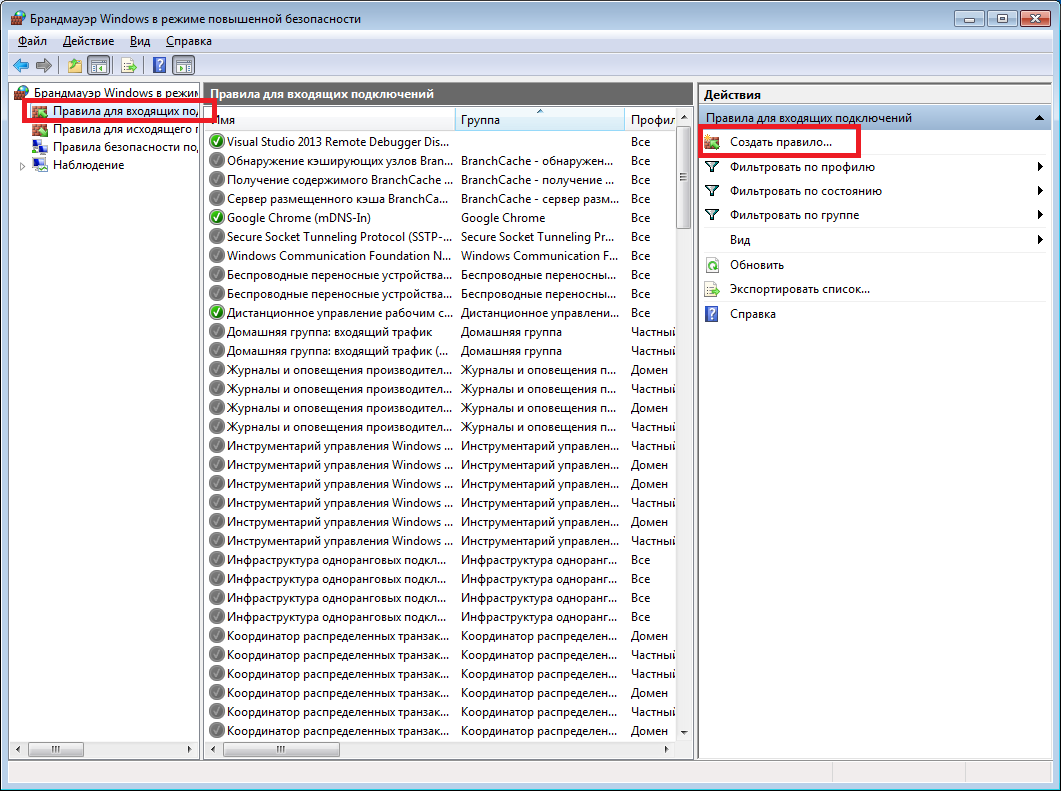 Брандмауэр Windows в режиме повышенной безопасности
Файл Действие Вид Справка
Брандмауэр Windows в режим
Правила для входящих под
Правила для исходящего п
Правила безопасности по
Наблюдение
Правила для входящих подключений
Имя Группа Профил
Visual Studio 2013 Remote Debugger Dis... Все
Обнаружение кэширующих узлов Bran... BranchCache - обнаружен... Все
Получение содержимого BranchCache ... BranchCache - получение ... Все
Сервер размещенного кэша BranchCa... BranchCache - сервер разм... Все
Google Chrome (mDNS-In) Google Chrome Все
Secure Socket Tunneling Protocol (SSTP-... Secure Socket Tunneling Pr... Все
Windows Communication Foundation N... Windows Communication F... Все
Беспроводные переносные устройства... Беспроводные переносны... Все
Беспроводные переносные устройства... Беспроводные переносны... Все
Дистанционное управление рабочим с... Дистанционное управлени... Все
Домашняя группа: входящий трафик Домашняя группа Частный
Домашняя группа: входящий трафик (... Домашняя группа Частный
Журналы и оповещения производител... Журналы и оповещения п... Домен
Журналы и оповещения производител... Журналы и оповещения п... Частный
Журналы и оповещения производител... Журналы и оповещения п... Домен
Журналы и оповещения производител... Журналы и оповещения п... Частный
Инструментарий управления Windows ... Инструментарий управлен... Частный
Инструментарий управления Windows ... Инструментарий управлен... Домен
Инструментарий управления Windows ... Инструментарий управлен... Домен
Инструментарий управления Windows ... Инструментарий управлен... Частный
Инструментарий управления Windows ... Инструментарий управлен... Домен
Инструментарий управления Windows ... Инструментарий управлен... Частный
Инфраструктура одноранговых подкл... Инфраструктура одноранг... Все
Инфраструктура одноранговых подкл... Инфраструктура одноранг... Все
Инфраструктура одноранговых подкл... Инфраструктура одноранг... Все
Инфраструктура одноранговых подкл... Инфраструктура одноранг... Все
Координатор распределенных транзак... Координатор распределен... Домен
Координатор распределенных транзак... Координатор распределен... Частный
Координатор распределенных транзак... Координатор распределен... Частный
Координатор распределенных транзак... Координатор распределен... Домен
Координатор распределенных транзак... Координатор распределен... Частный
Координатор распределенных транзак... Координатор распределен... Домен
Действия
Правила для входящих подключений
Создать правило...
Фильтровать по профилю
Фильтровать по состоянию
Фильтровать по группе
Вид
Обновить
Экспортировать список...
Справка